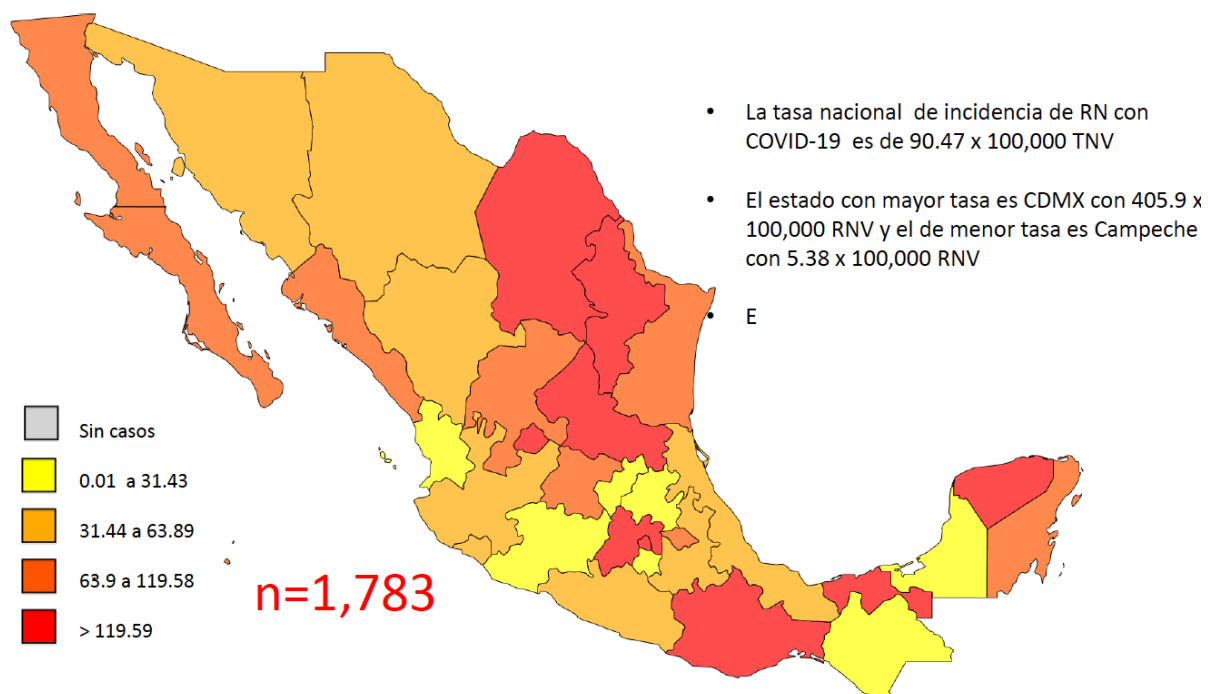 • La tasa nacional de incidencia de RN con
COVID-19 es de 90.47 x 100,000 TNV
• El estado con mayor tasa es CDMX con 405.9 x
100,000 RNV y el de menor tasa es Campeche
con 5.38 x 100,000 RNV
• E
Sin casos
0.01 a 31.43
31.44 a 63.89
63.9 a 119.58
> 119.59
n=1,783